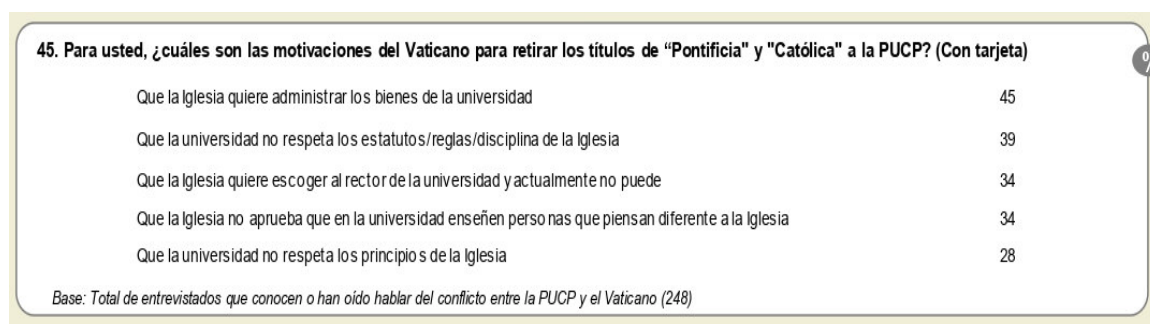 45. Para usted, ¿cuáles son las motivaciones del Vaticano para retirar los títulos de “Pontificia" y "Católica" a la PUCP? (Con tarjeta)
%
Que la Iglesia quiere administrar los bienes de la universidad 45
Que la universidad no respeta los estatutos/reglas/disciplina de la Iglesia 39
Que la Iglesia quiere escoger al rector de la universidad y actualmente no puede 34
Que la Iglesia no aprueba que en la universidad enseñen personas que piensan diferente a la Iglesia 34
Que la universidad no respeta los principios de la Iglesia 28
Base: Total de entrevistados que conocen o han oído hablar del conflicto entre la PUCP y el Vaticano (248)